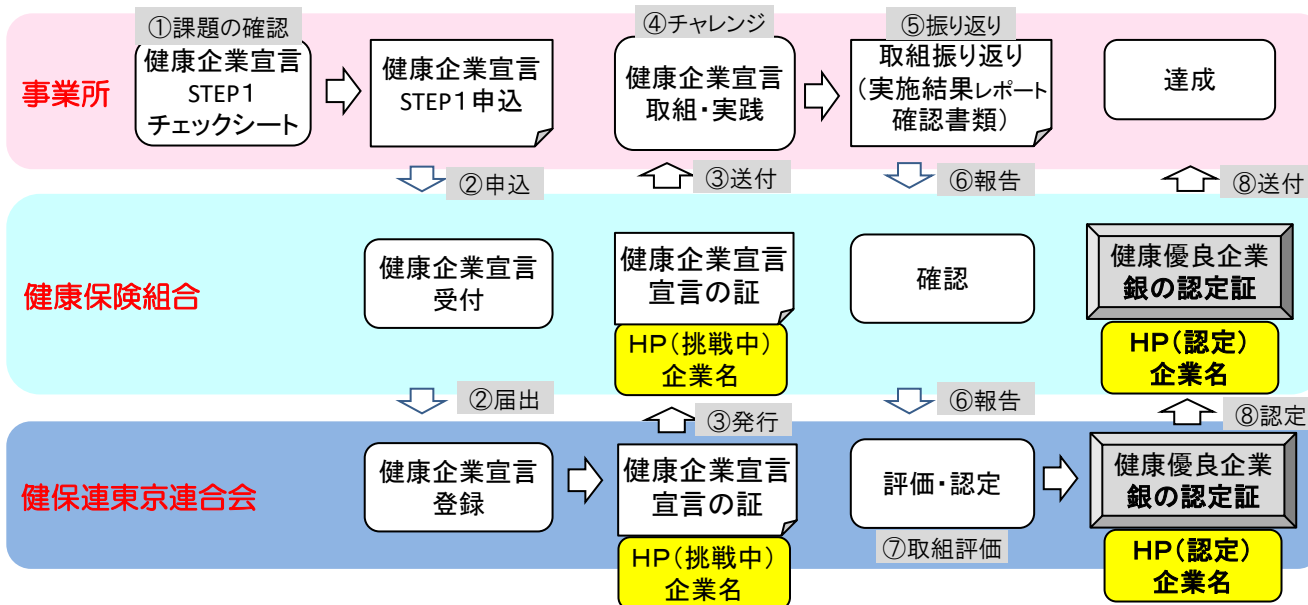 ①課題の確認
健康企業宣言
STEP1
チェックシート
健康企業宣言
STEP1申込
④チャレンジ
健康企業宣言
取組・実践
⑤振り返り
取組振り返り
(実施結果レポート
確認書類)
達成
事業所
②申込
③送付
⑥報告
⑧送付
健康保険組合
健康企業宣言
受付
健康企業宣言
宣言の証
HP(挑戦中)
企業名
確認
健康優良企業
銀の認定証
HP(認定)
企業名
②届出
③発行
⑥報告
⑧認定
健保連東京連合会
健康企業宣言
登録
健康企業宣言
宣言の証
HP(挑戦中)
企業名
評価・認定
⑦取組評価
健康優良企業
銀の認定証
HP(認定)
企業名